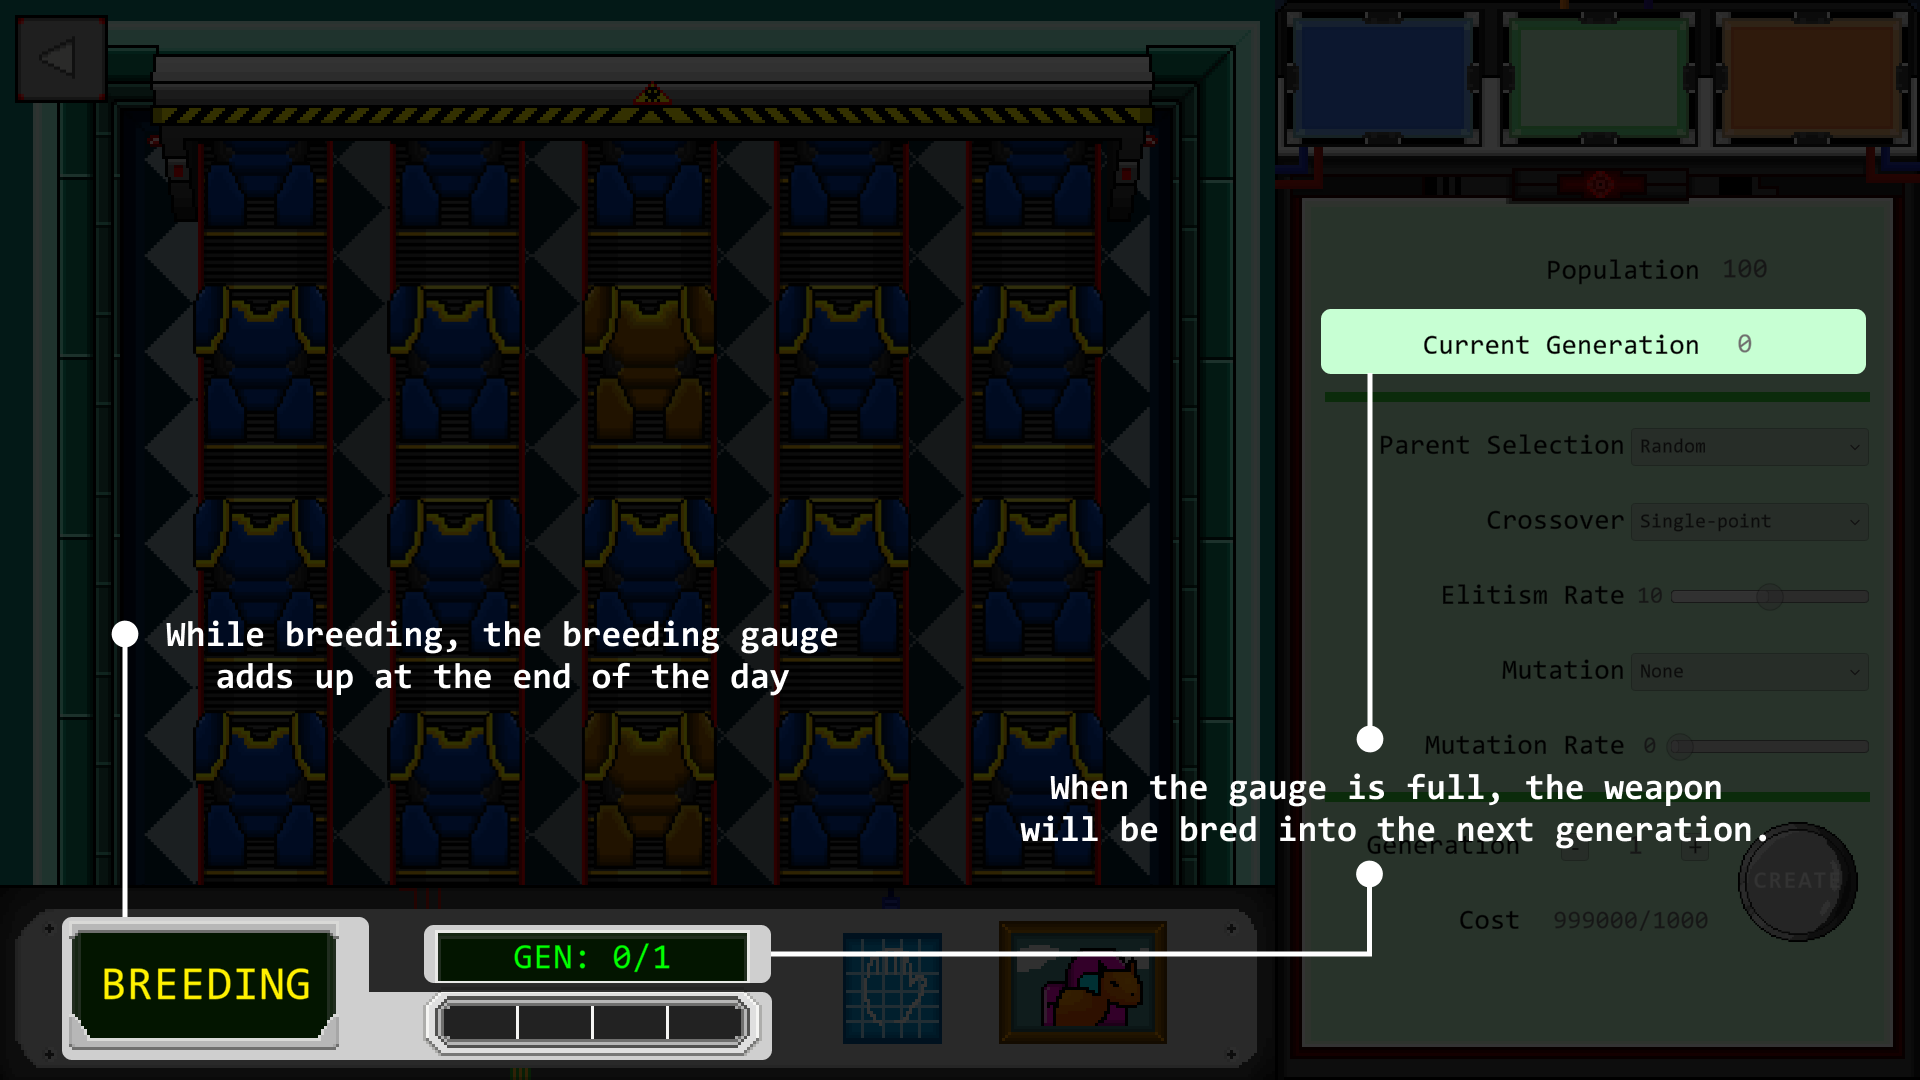 Population 100
Current Generation 0
Parent Selection Random
Crossover Single-point
Elitism Rate 10
Mutation None
Mutation Rate 0
While breeding, the breeding gauge
adds up at the end of the day
When the gauge is full, the weapon
will be bred into the next generation.
Generation - 1 +
CREATE
Cost 999000/1000
BREEDING
GEN: 0/1